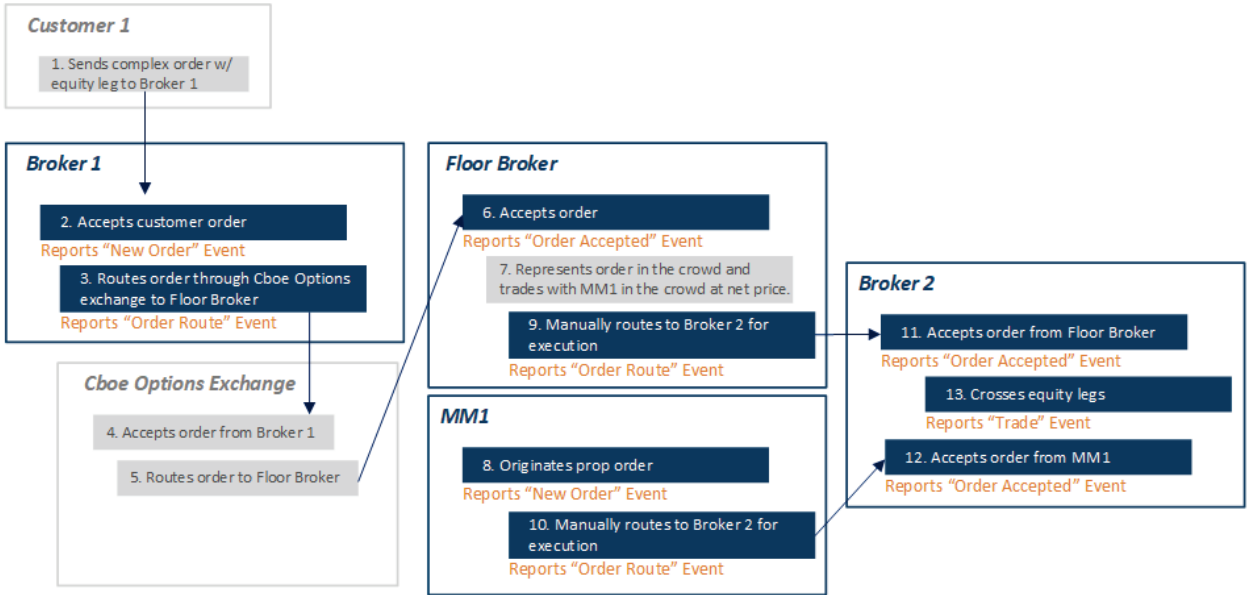 Customer 1
1. Sends complex order w/
equity leg to Broker 1
Broker 1
2. Accepts customer order
Reports “New Order” Event
3. Routes order through Cboe Options
exchange to Floor Broker
Reports “Order Route” Event
Cboe Options Exchange
4. Accepts order from Broker 1
5. Routes order to Floor Broker
Floor Broker
6. Accepts order
Reports “Order Accepted” Event
7. Represents order in the crowd and
trades with MM1 in the crowd at net price.
9. Manually routes to Broker 2 for
execution
Reports “Order Route” Event
MM1
8. Originates prop order
Reports “New Order” Event
10. Manually routes to Broker 2 for
execution
Reports “Order Route” Event
Broker 2
11. Accepts order from Floor Broker
Reports “Order Accepted” Event
13. Crosses equity legs
Reports “Trade” Event
12. Accepts order from MM1
Reports “Order Accepted” Event